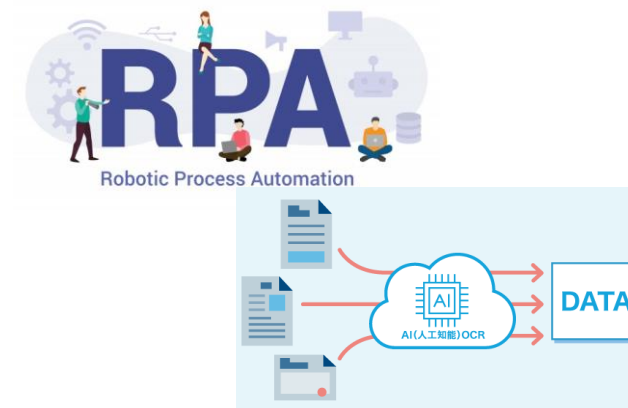 RPA
Robotic Process Automation
AI
AI(人工知能)OCR
DATA